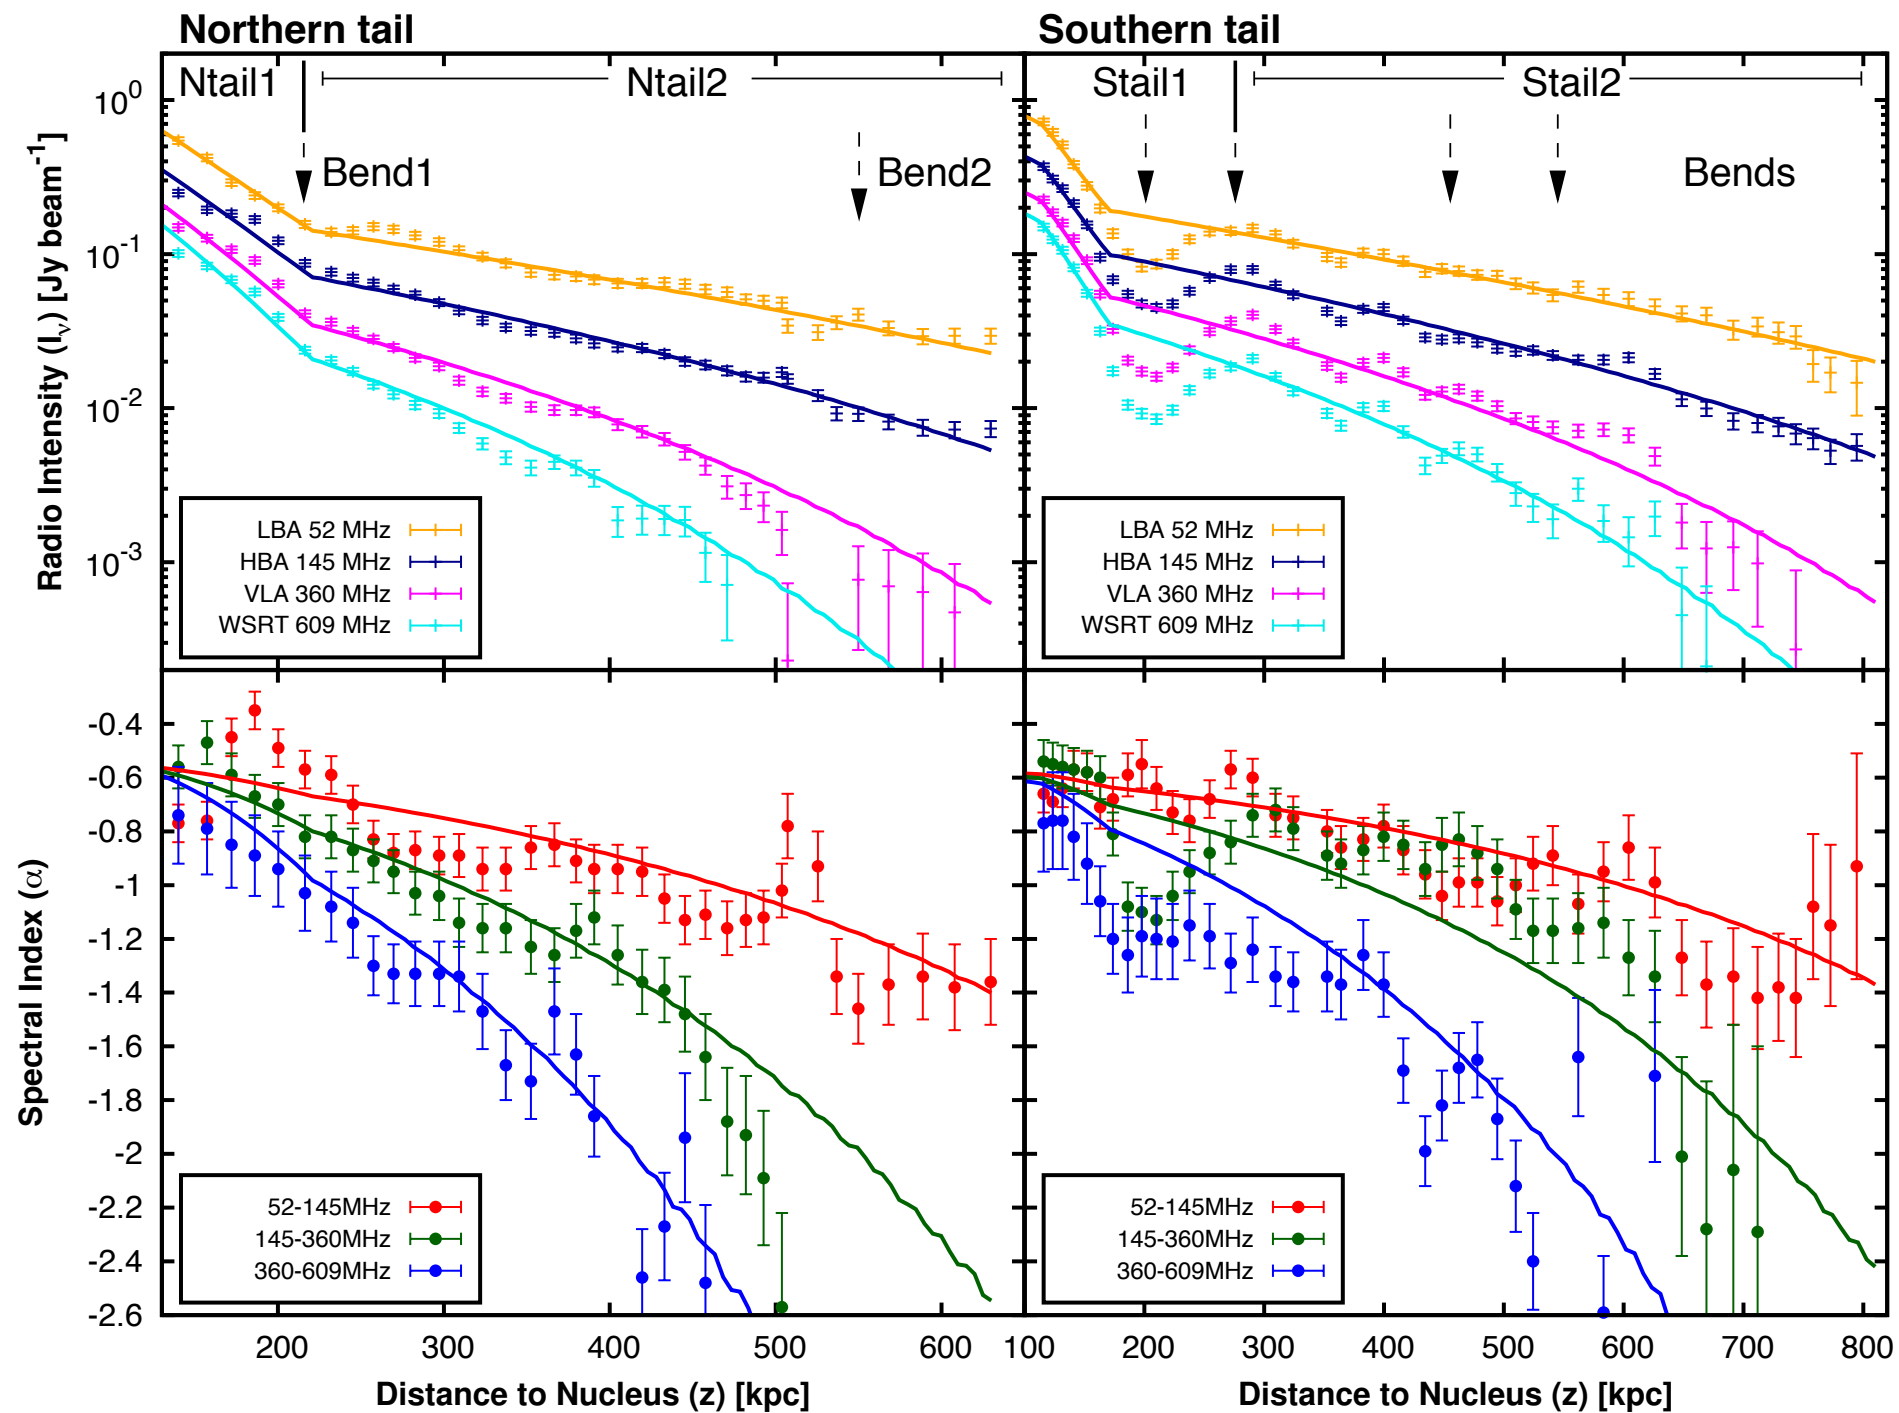 Northern tail
Southern tail
Ntail1
Ntail2
Stail1
Stail2
Bend1
Bend2
Bends
Radio Intensity (Iν) [Jy beam-1]
10^0
10^-1
10^-2
10^-3
LBA 52 MHz
HBA 145 MHz
VLA 360 MHz
WSRT 609 MHz
LBA 52 MHz
HBA 145 MHz
VLA 360 MHz
WSRT 609 MHz
Spectral Index (α)
-0.4
-0.6
-0.8
-1
-1.2
-1.4
-1.6
-1.8
-2
-2.2
-2.4
-2.6
52-145MHz
145-360MHz
360-609MHz
52-145MHz
145-360MHz
360-609MHz
200 300 400 500 600
100 200 300 400 500 600 700 800
Distance to Nucleus (z) [kpc]
Distance to Nucleus (z) [kpc]